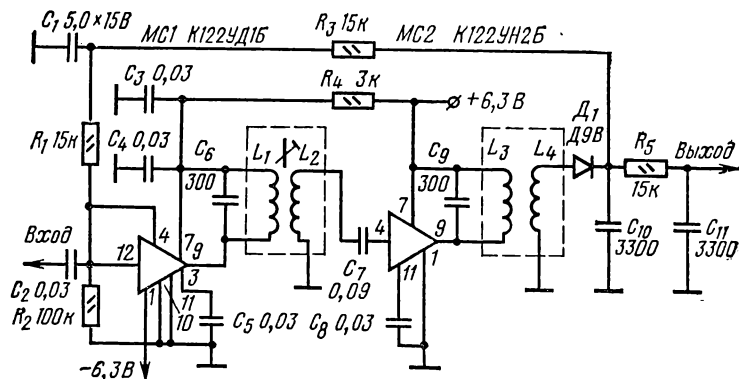 C₁ 5,0×15В
МС1 К122УД1Б
R₃ 15к
МС2 К122УН2Б
C₃ 0,03
R₄ 3к
+6,3 В
R₁ 15к
C₄ 0,03
C₆
300
L₁
L₂
C₉
300
L₃
L₄
Д₁
Д9В
R₅
15к
Выход
Вход
C₂ 0,03
R₂ 100к
12
4
7
9
3
1
10
11
C₅ 0,03
-6,3 В
C₇
0,09
4
7
9
1
11
C₈ 0,03
C₁₀
3300
C₁₁
3300